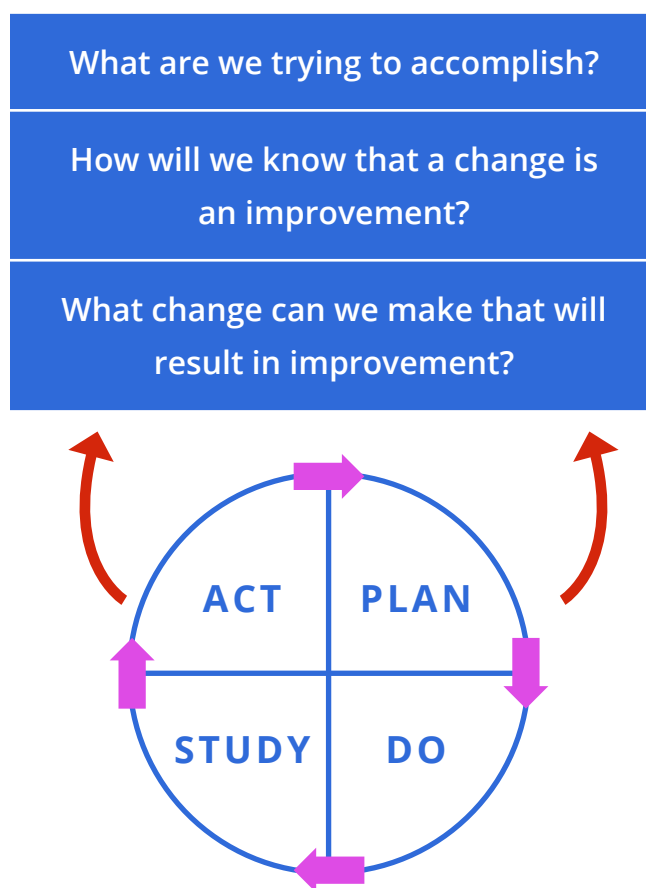 What are we trying to accomplish?
How will we know that a change is
an improvement?
What change can we make that will
result in improvement?
ACT PLAN
STUDY DO